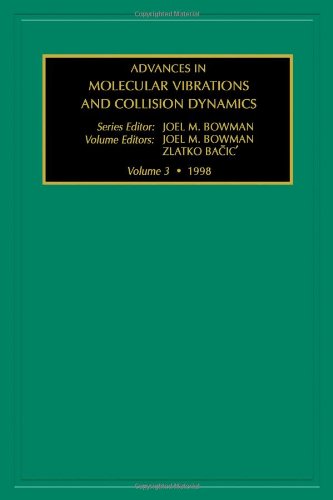 ADVANCES IN
MOLECULAR VIBRATIONS
AND COLLISION DYNAMICS
Series Editor: JOEL M. BOWMAN
Volume Editors: JOEL M. BOWMAN
ZLATKO BAČIĆ
Volume 3 • 1998